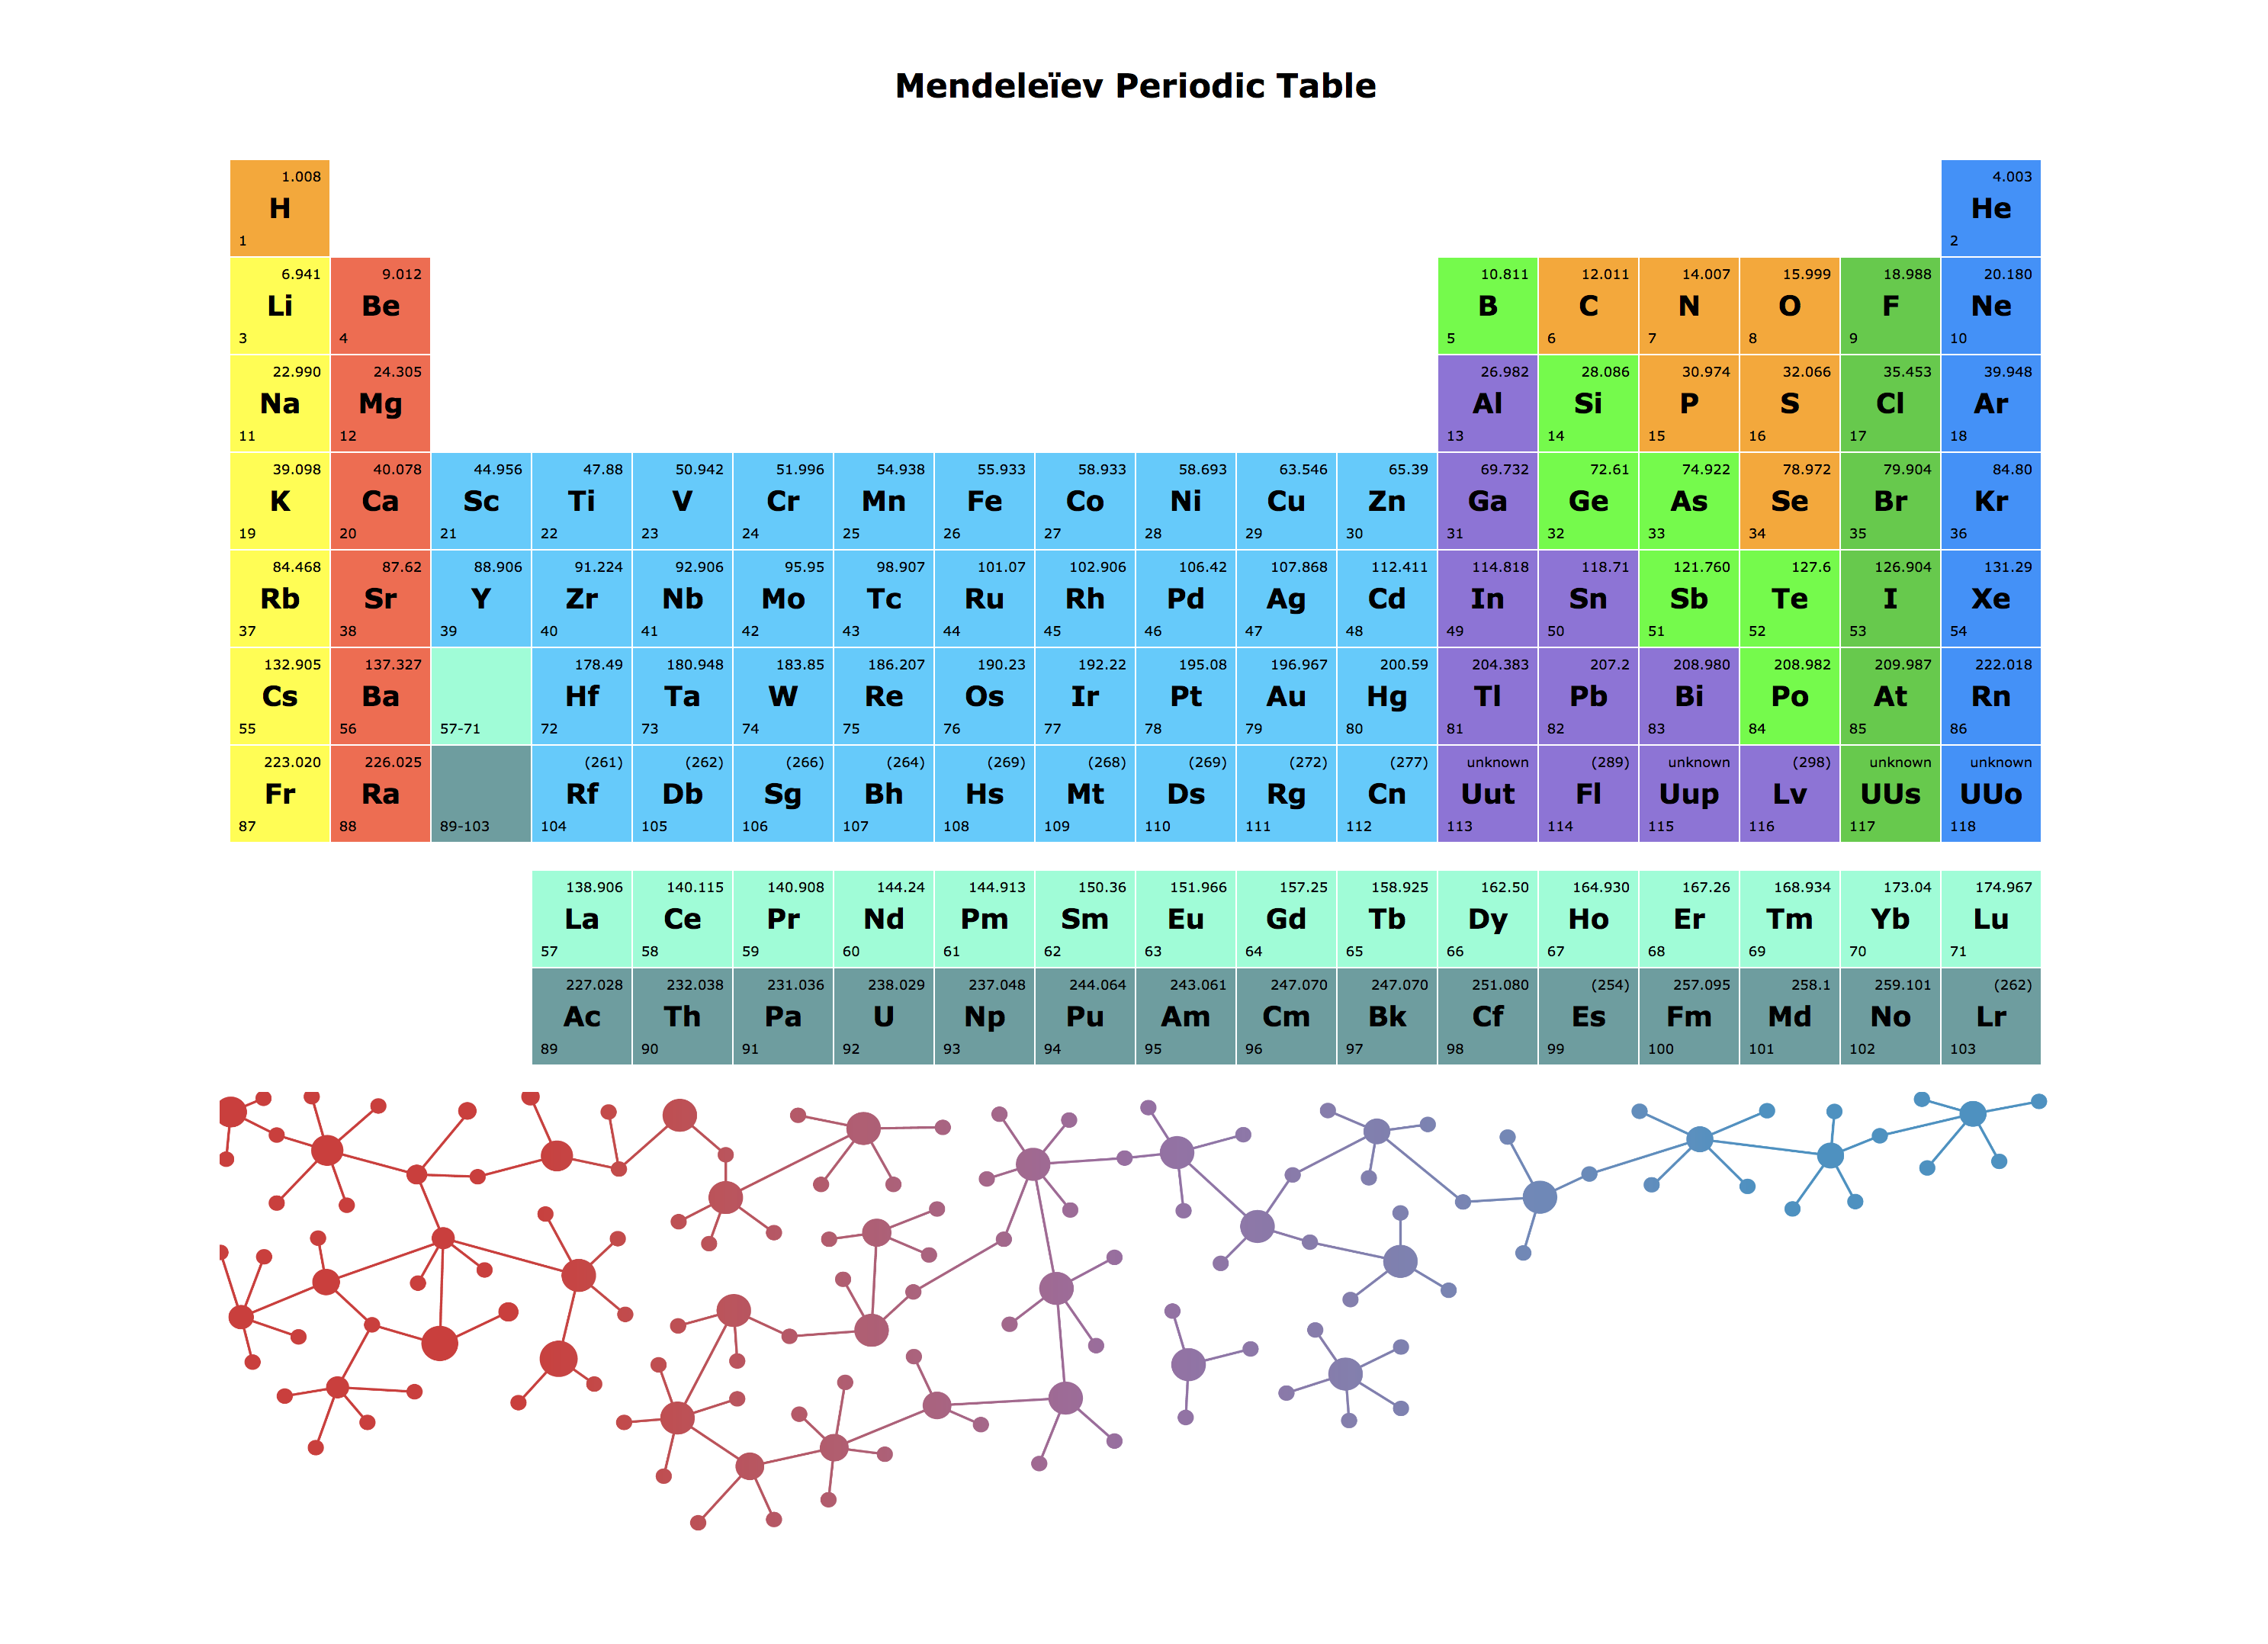 Mendeleïev Periodic Table
1.008 4.003
H He
1 2
6.941 9.012 10.811 12.011 14.007 15.999 18.988 20.180
Li Be B C N O F Ne
3 4 5 6 7 8 9 10
22.990 24.305 26.982 28.086 30.974 32.066 35.453 39.948
Na Mg Al Si P S Cl Ar
11 12 13 14 15 16 17 18
39.098 40.078 44.956 47.88 50.942 51.996 54.938 55.933 58.933 58.693 63.546 65.39 69.732 72.61 74.922 78.972 79.904 84.80
K Ca Sc Ti V Cr Mn Fe Co Ni Cu Zn Ga Ge As Se Br Kr
19 20 21 22 23 24 25 26 27 28 29 30 31 32 33 34 35 36
84.468 87.62 88.906 91.224 92.906 95.95 98.907 101.07 102.906 106.42 107.868 112.411 114.818 118.71 121.760 127.6 126.904 131.29
Rb Sr Y Zr Nb Mo Tc Ru Rh Pd Ag Cd In Sn Sb Te I Xe
37 38 39 40 41 42 43 44 45 46 47 48 49 50 51 52 53 54
132.905 137.327 178.49 180.948 183.85 186.207 190.23 192.22 195.08 196.967 200.59 204.383 207.2 208.980 208.982 209.987 222.018
Cs Ba Hf Ta W Re Os Ir Pt Au Hg Tl Pb Bi Po At Rn
55 56 57-71 72 73 74 75 76 77 78 79 80 81 82 83 84 85 86
223.020 226.025 (261) (262) (266) (264) (269) (268) (269) (272) (277) unknown (289) unknown (298) unknown unknown
Fr Ra Rf Db Sg Bh Hs Mt Ds Rg Cn Uut Fl Uup Lv UUs UUo
87 88 89-103 104 105 106 107 108 109 110 111 112 113 114 115 116 117 118
138.906 140.115 140.908 144.24 144.913 150.36 151.966 157.25 158.925 162.50 164.930 167.26 168.934 173.04 174.967
La Ce Pr Nd Pm Sm Eu Gd Tb Dy Ho Er Tm Yb Lu
57 58 59 60 61 62 63 64 65 66 67 68 69 70 71
227.028 232.038 231.036 238.029 237.048 244.064 243.061 247.070 247.070 251.080 (254) 257.095 258.1 259.101 (262)
Ac Th Pa U Np Pu Am Cm Bk Cf Es Fm Md No Lr
89 90 91 92 93 94 95 96 97 98 99 100 101 102 103